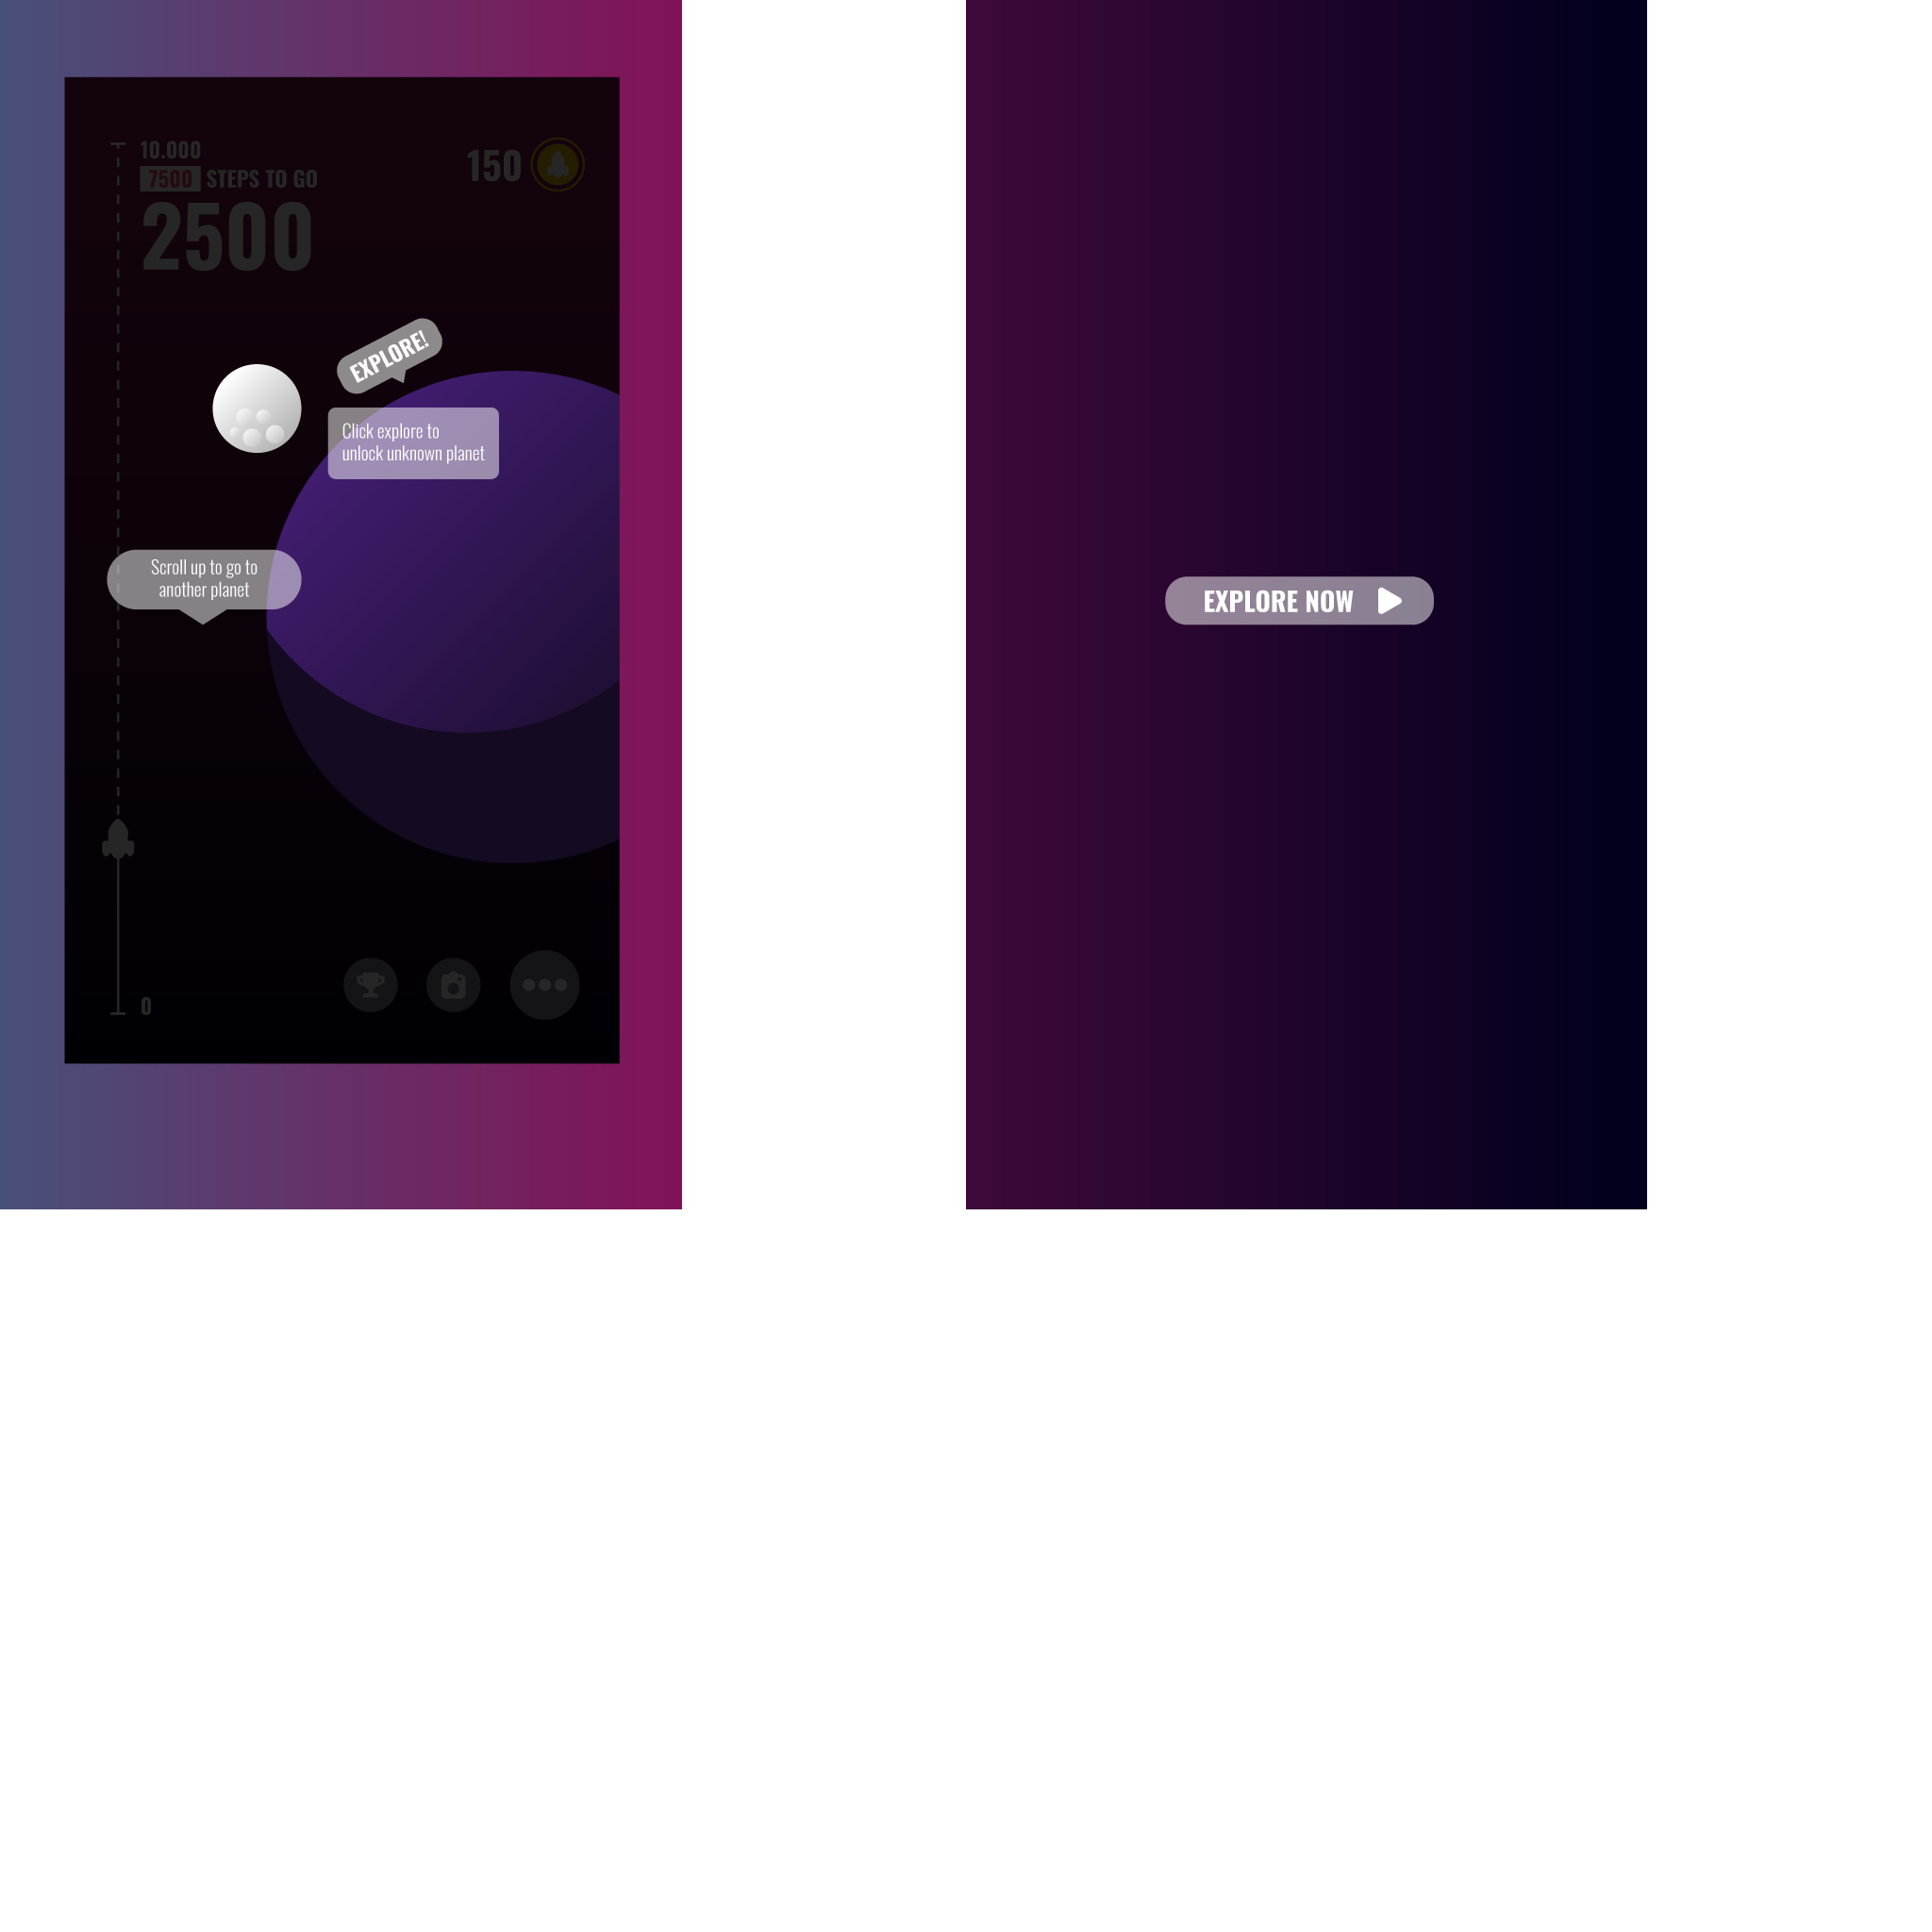 10.000
7500 STEPS TO GO
2500
150
EXPLORE!
Click explore to
unlock unknown planet
Scroll up to go to
another planet
0
EXPLORE NOW